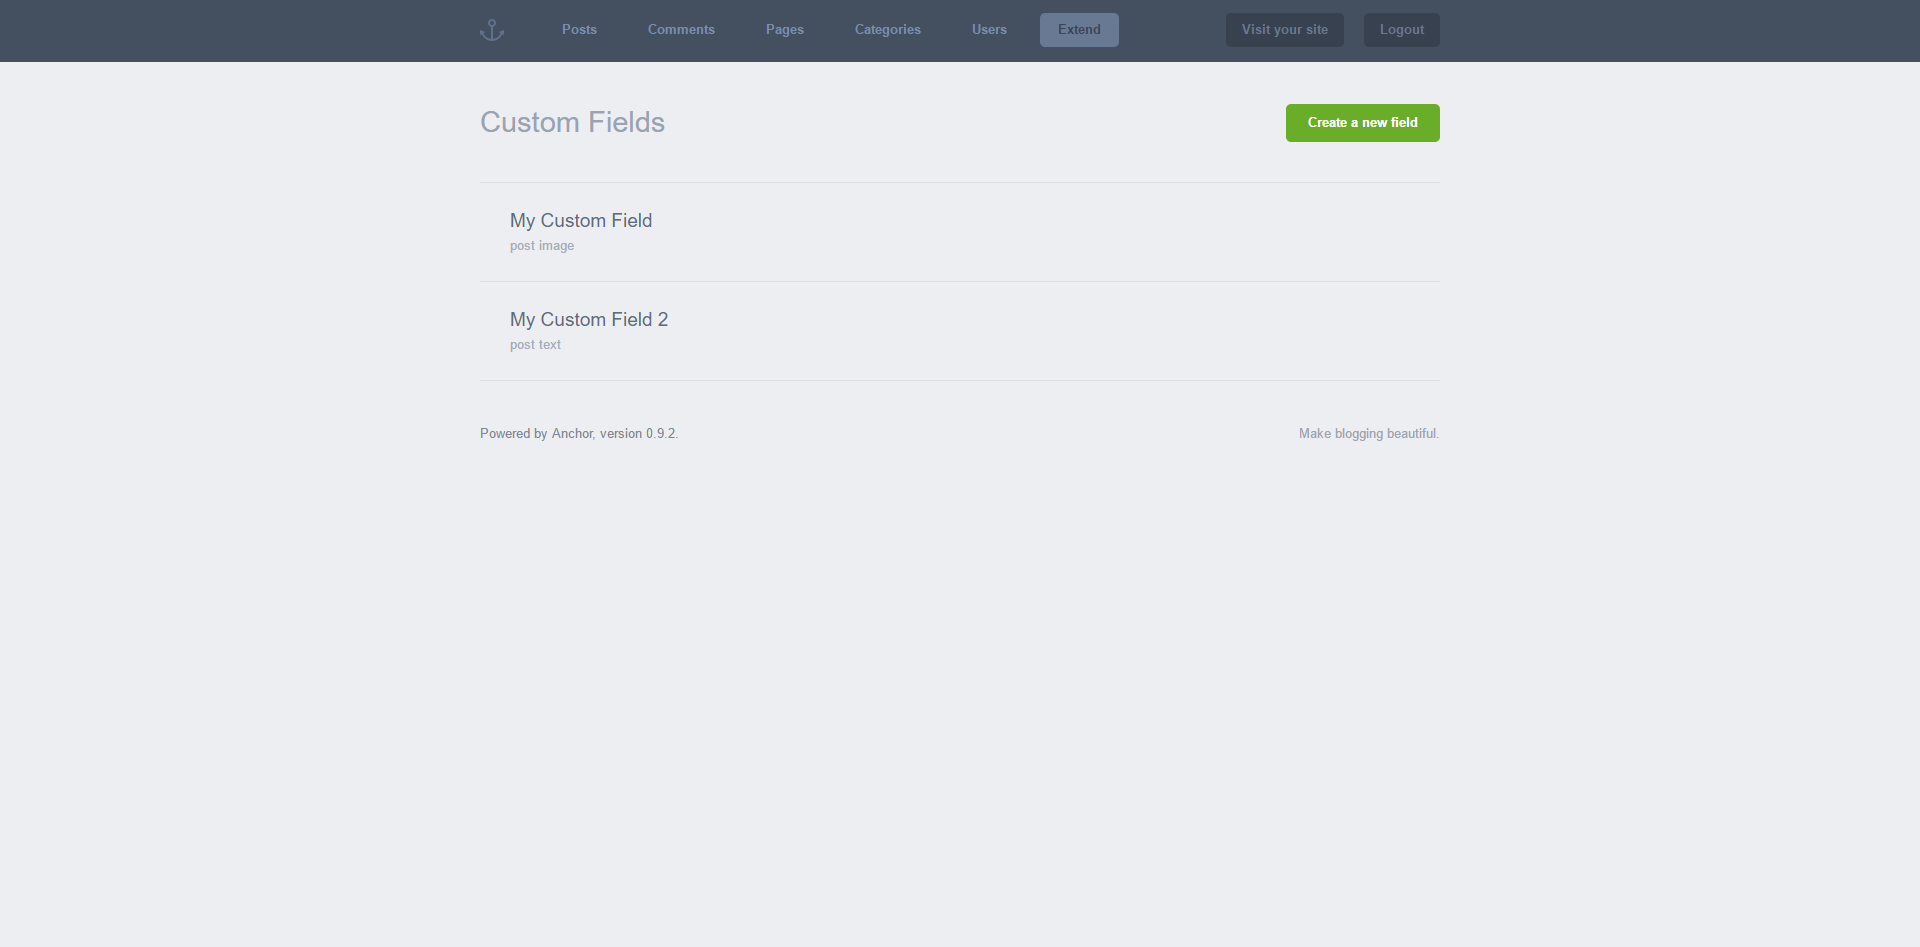 Posts Comments Pages Categories Users Extend Visit your site Logout
Custom Fields
Create a new field
My Custom Field
post image
My Custom Field 2
post text
Powered by Anchor, version 0.9.2.
Make blogging beautiful.